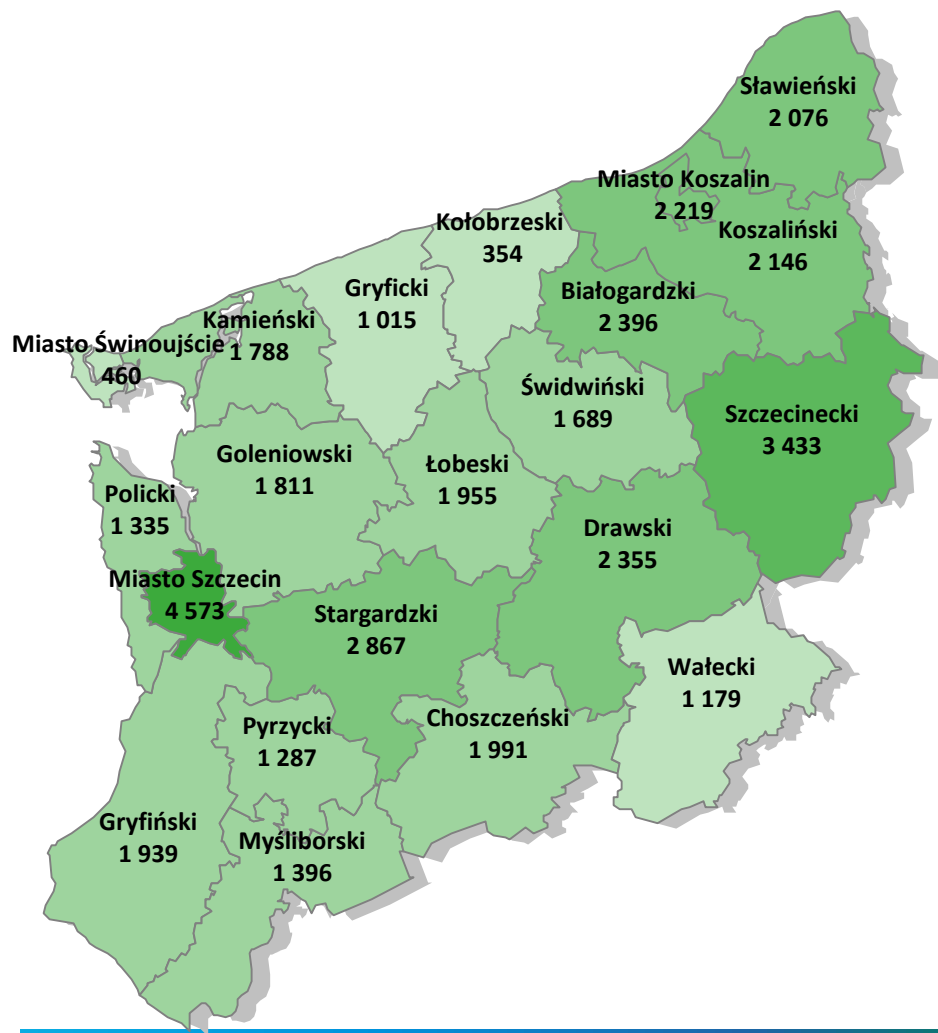 Sławieński
2 076
Miasto Koszalin
2 219
Koszaliński
2 146
Kołobrzeski
354
Gryficki
1 015
Białogardzki
2 396
Kamieński
1 788
Miasto Świnoujście
460
Świdwiński
1 689
Szczecinecki
3 433
Goleniowski
1 811
Łobeski
1 955
Policki
1 335
Drawski
2 355
Miasto Szczecin
4 573
Stargardzki
2 867
Wałecki
1 179
Choszczeński
1 991
Pyrzycki
1 287
Gryfiński
1 939
Myśliborski
1 396